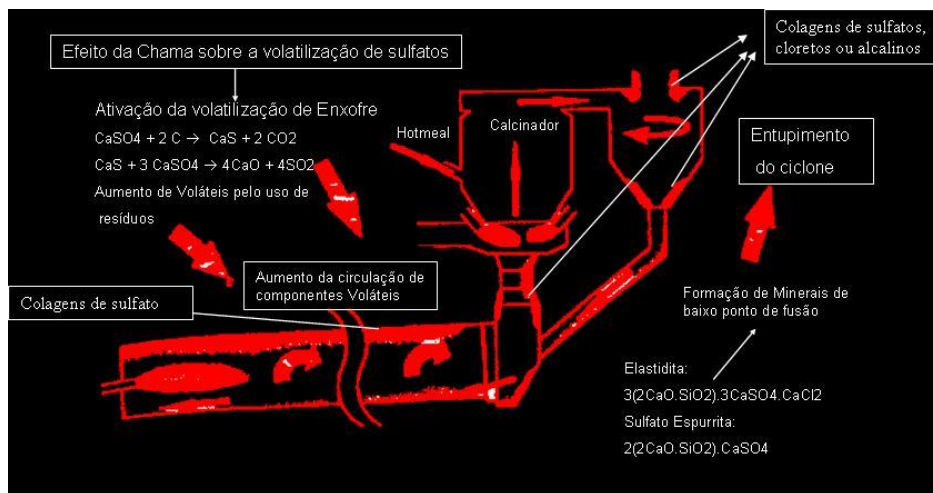 Efeito da Chama sobre a volatilização de sulfatos
Ativação da volatilização de Enxofre
CaSO4 + 2 C → CaS + 2 CO2
CaS + 3 CaSO4 → 4CaO + 4SO2
Aumento de Voláteis pelo uso de
resíduos
Colagens de sulfatos,
cloretos ou alcalinos
Hotmeal
Calcinador
Entupimento
do ciclone
Aumento da circulação de
componentes Voláteis
Colagens de sulfato
Formação de Minerais de
baixo ponto de fusão
Elastidita:
3(2CaO.SiO2).3CaSO4.CaCl2
Sulfato Espurrita:
2(2CaO.SiO2).CaSO4